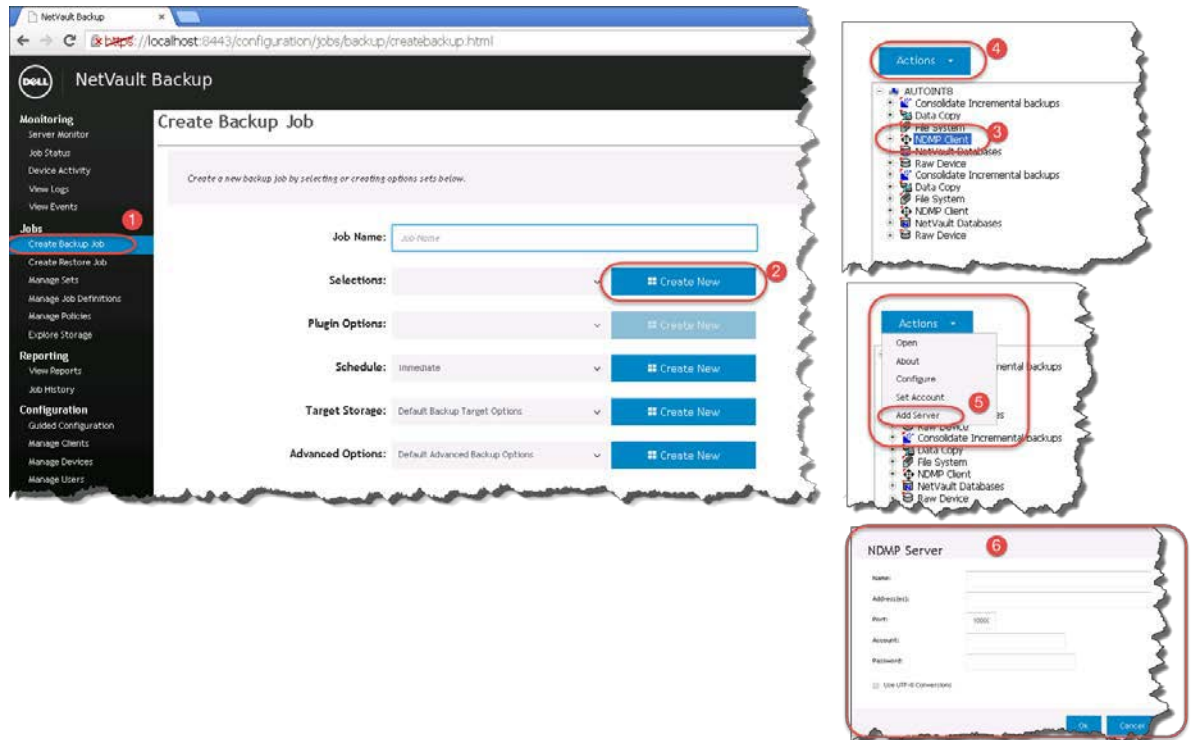 NetVault Backup
https://localhost:8443/configuration/jobs/backup/createbackup.html
DELL
NetVault Backup
Monitoring
Server Monitor
Job Status
Device Activity
View Logs
View Events
1
Jobs
Create Backup Job
Create Restore Job
Manage Sets
Manage Job Definitions
Manage Policies
Explore Storage
Reporting
View Reports
Job History
Configuration
Guided Configuration
Manage Clients
Manage Devices
Manage Users
Create Backup Job
Create a new backup job by selecting or creating options sets below.
Job Name:
Job Name
Selections:
Create New
2
Plugin Options:
Create New
Schedule:
Immediate
Create New
Target Storage:
Default Backup Target Options
Create New
Advanced Options:
Default Advanced Backup Options
Create New
Actions
4
AUTOINT8
Consolidate Incremental backups
Data Copy
File System
NDMP Client
3
NetVault Databases
Raw Device
Consolidate Incremental backups
Data Copy
File System
NDMP Client
NetVault Databases
Raw Device
Actions
Open
About
mental backups
Configure
Set Account
Add Server
5
es
Raw Device
Consolidate Incremental backups
Data Copy
File System
NDMP Client
NetVault Databases
Raw Device
NDMP Server
6
Name:
Address(es):
Port:
10000
Account:
Password:
Use UTF-8 Conversions
Ok
Cancel